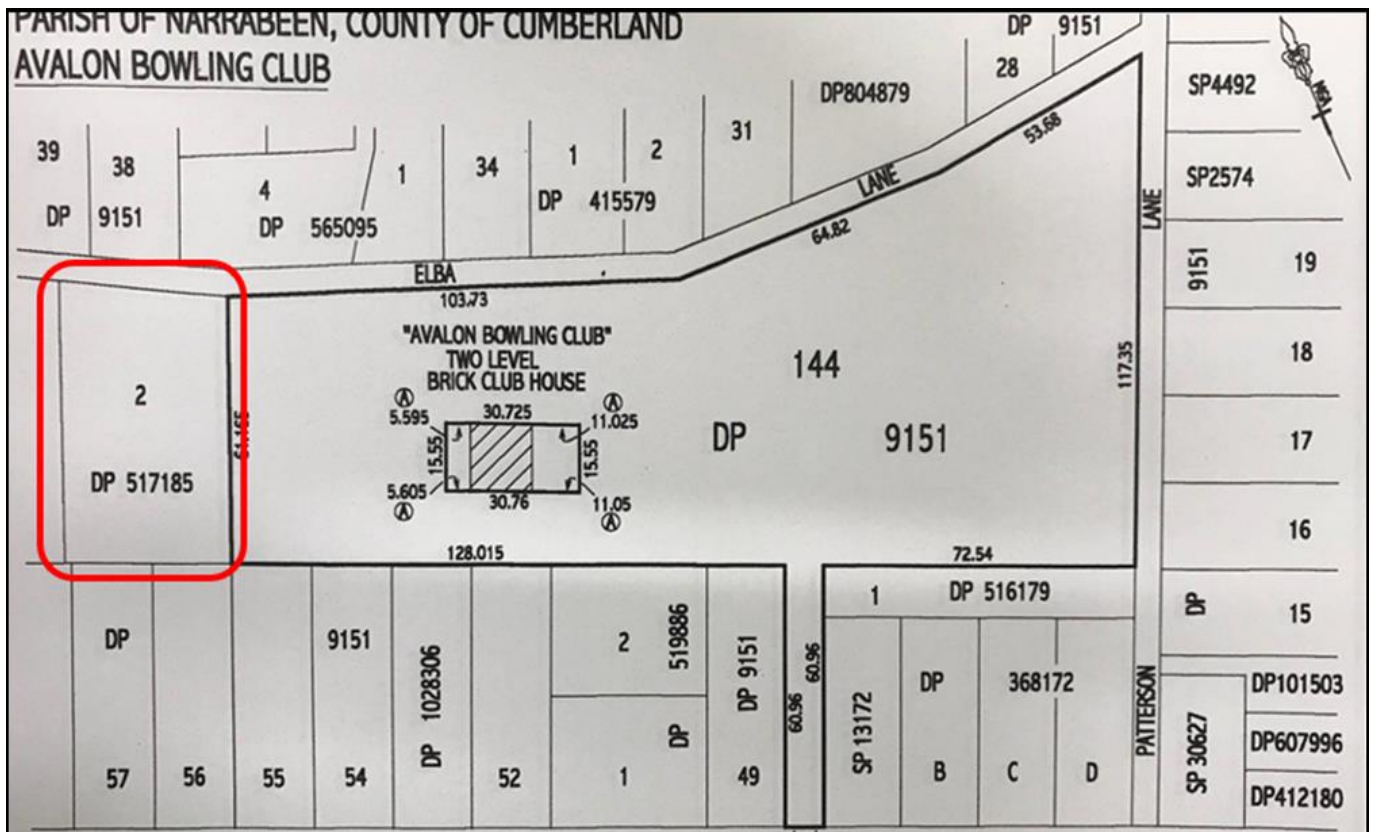 PARISH OF NARRABEEN, COUNTY OF CUMBERLAND
AVALON BOWLING CLUB
DP 9151
28
SP4492
MGA
DP804879
39
38
DP 9151
4
DP 565095
1
34
1
2
DP 415579
31
LANE
53.68
64.82
LANE
SP2574
9151
19
ELBA
103.73
"AVALON BOWLING CLUB"
TWO LEVEL
BRICK CLUB HOUSE
144
117.35
18
2
DP 517185
61.165
A
5.595
30.725
A
11.025
15.55
15.55
5.605
A
30.76
11.05
A
DP 9151
17
16
128.015
72.54
1
DP 516179
DP
15
DP
9151
DP 1028306
2
DP 519886
DP 9151
60.96
60.96
SP 13172
DP 368172
PATTERSON
SP 30627
DP101503
DP607996
DP412180
57
56
55
54
52
1
49
B
C
D